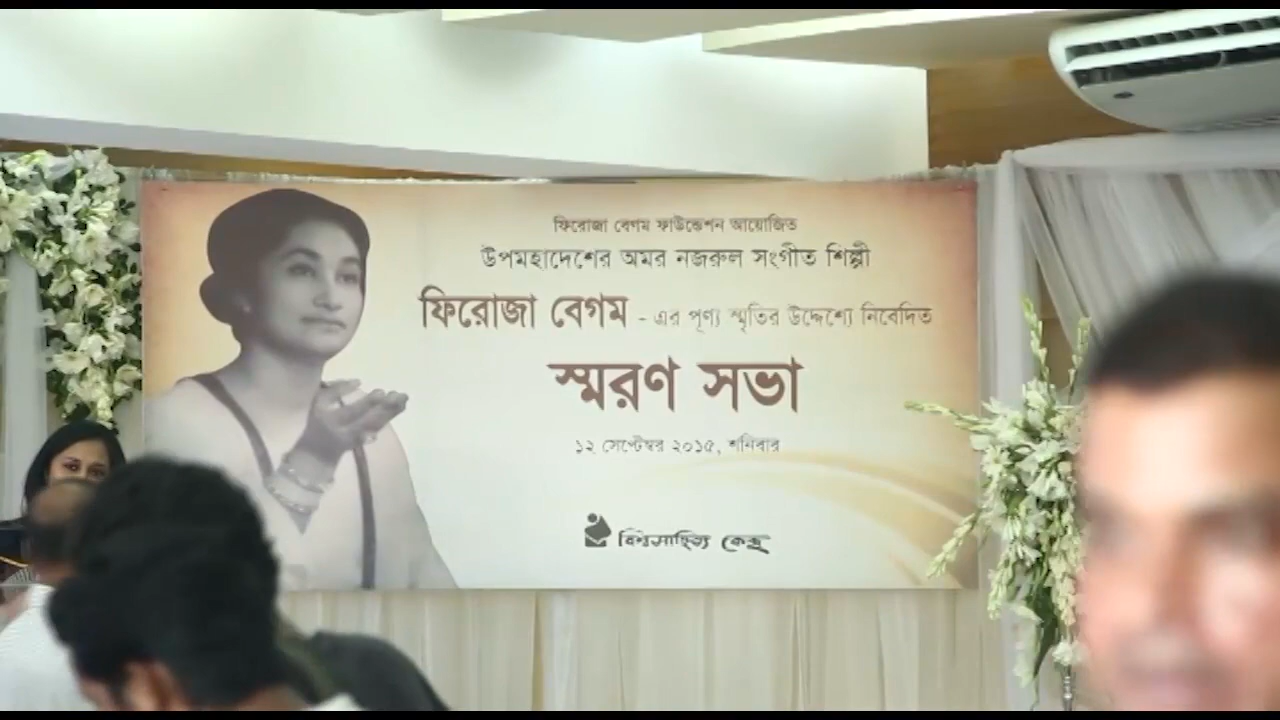 ফিরোজা বেগম ফাউন্ডেশন আয়োজিত
উপমহাদেশের অমর নজরুল সংগীত শিল্পী
ফিরোজা বেগম - এর পূণ্য স্মৃতির উদ্দেশ্যে নিবেদিত
স্মরণ সভা
১২ সেপ্টেম্বর ২০১৫, শনিবার
বিশ্বসাহিত্য কেন্দ্র